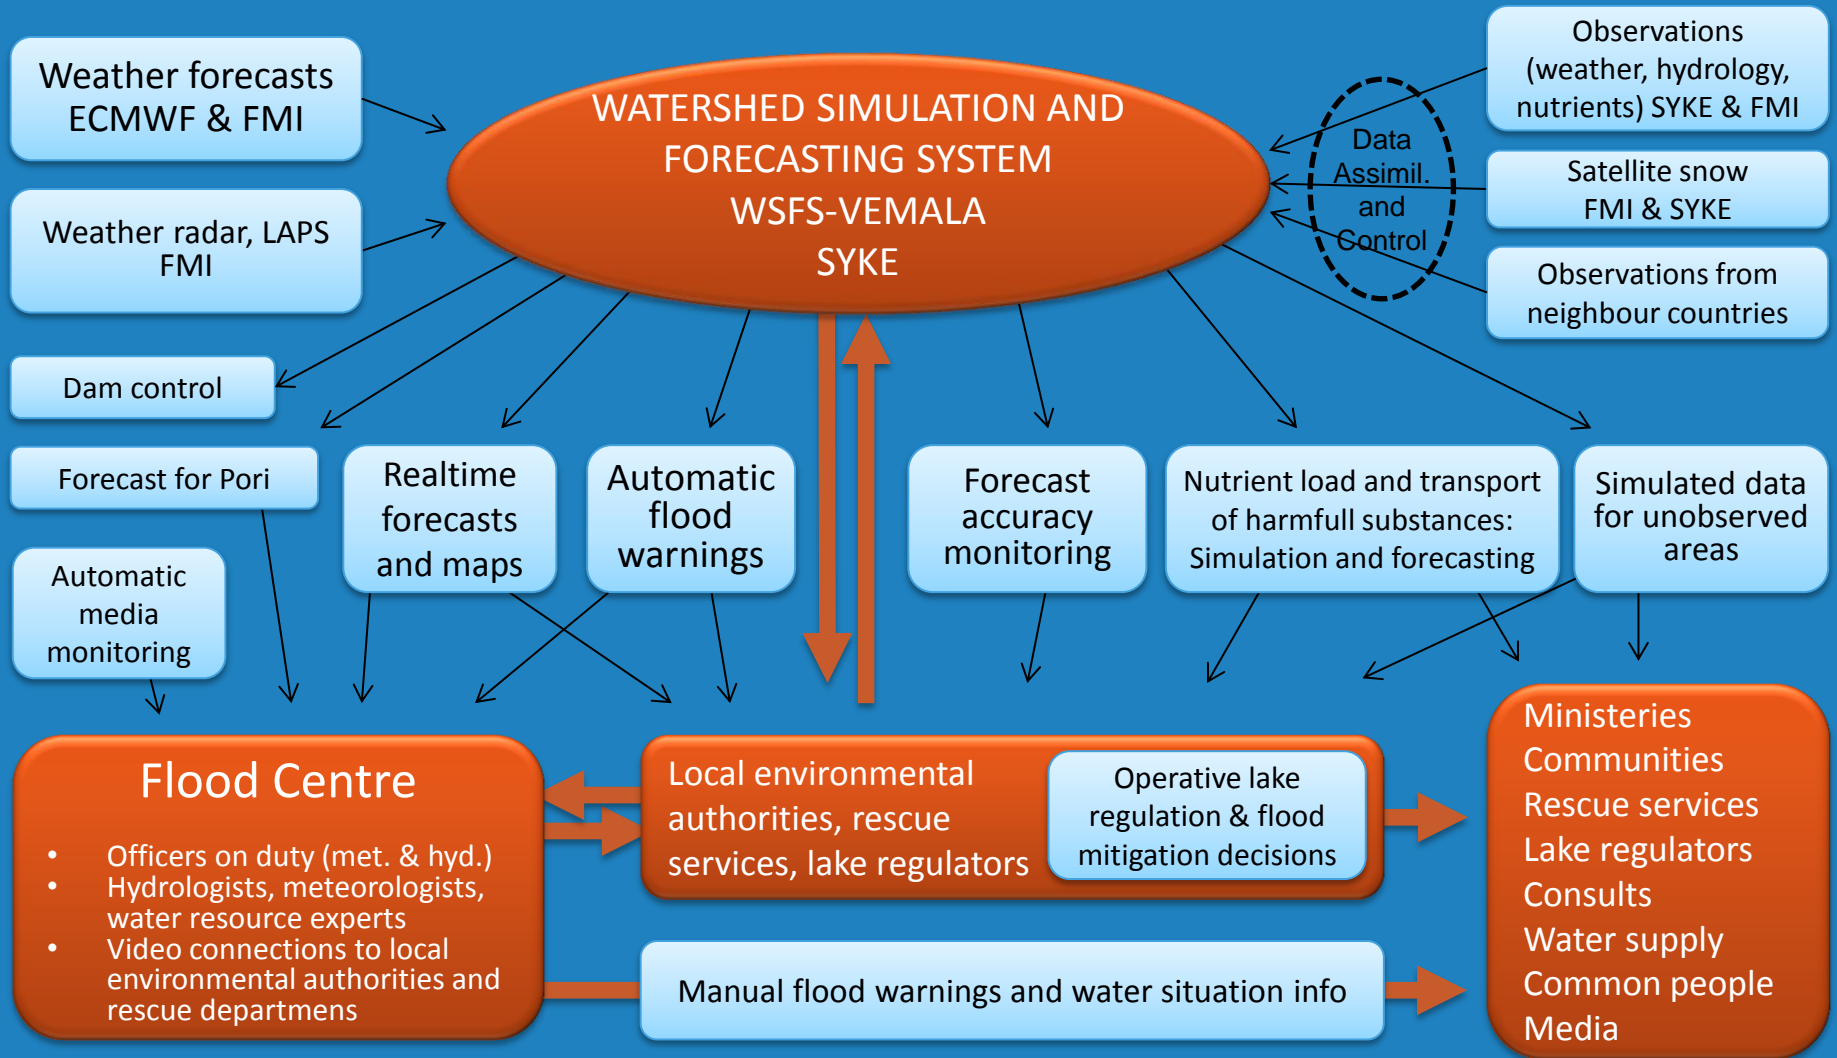 Weather forecasts
ECMWF & FMI
WATERSHED SIMULATION AND
FORECASTING SYSTEM
WSFS-VEMALA
SYKE
Observations
(weather, hydrology,
nutrients) SYKE & FMI
Data
Assimil.
and
Control
Weather radar, LAPS
FMI
Satellite snow
FMI & SYKE
Observations from
neighbour countries
Dam control
Forecast for Pori
Realtime
forecasts
and maps
Automatic
flood
warnings
Forecast
accuracy
monitoring
Nutrient load and transport
of harmfull substances:
Simulation and forecasting
Simulated data
for unobserved
areas
Automatic
media
monitoring
Flood Centre
• Officers on duty (met. & hyd.)
• Hydrologists, meteorologists,
water resource experts
• Video connections to local
environmental authorities and
rescue departmens
Local environmental
authorities, rescue
services, lake regulators
Operative lake
regulation & flood
mitigation decisions
Manual flood warnings and water situation info
Ministeries
Communities
Rescue services
Lake regulators
Consults
Water supply
Common people
Media